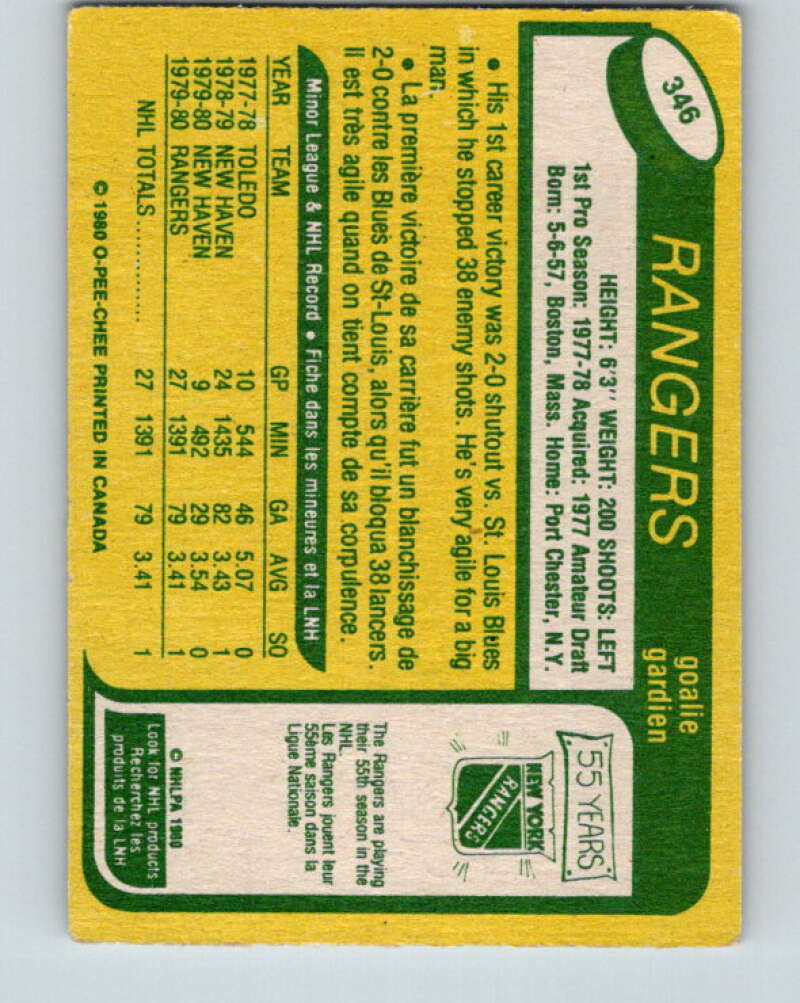 346
RANGERS
goalie
gardien
HEIGHT: 6'3" WEIGHT: 200 SHOOTS: LEFT
1st Pro Season: 1977-78 Acquired: 1977 Amateur Draft
Born: 5-6-57, Boston, Mass. Home: Port Chester, N.Y.
• His 1st career victory was 2-0 shutout vs. St. Louis Blues
in which he stopped 38 enemy shots. He's very agile for a big
man.
• La première victoire de sa carrière fut un blanchissage de
2-0 contre les Blues de St-Louis, alors qu'il bloqua 38 lancers.
Il est très agile quand on tient compte de sa corpulence.
Minor League & NHL Record • Fiche dans les mineures et la LNH
YEAR TEAM GP MIN GA AVG SO
1977-78 TOLEDO 10 544 46 5.07 0
1978-79 NEW HAVEN 24 1435 82 3.43 1
1979-80 NEW HAVEN 9 492 29 3.54 0
1979-80 RANGERS 27 1391 79 3.41 1
NHL TOTALS............. 27 1391 79 3.41 1
© 1980 O-PEE-CHEE PRINTED IN CANADA
55 YEARS
NEW YORK
RANGERS
The Rangers are playing
their 55th season in the
NHL.
Les Rangers jouent leur
55ème saison dans la
Ligue Nationale.
© NHLPA 1980
Look for NHL products
Recherchez les
produits de la LNH